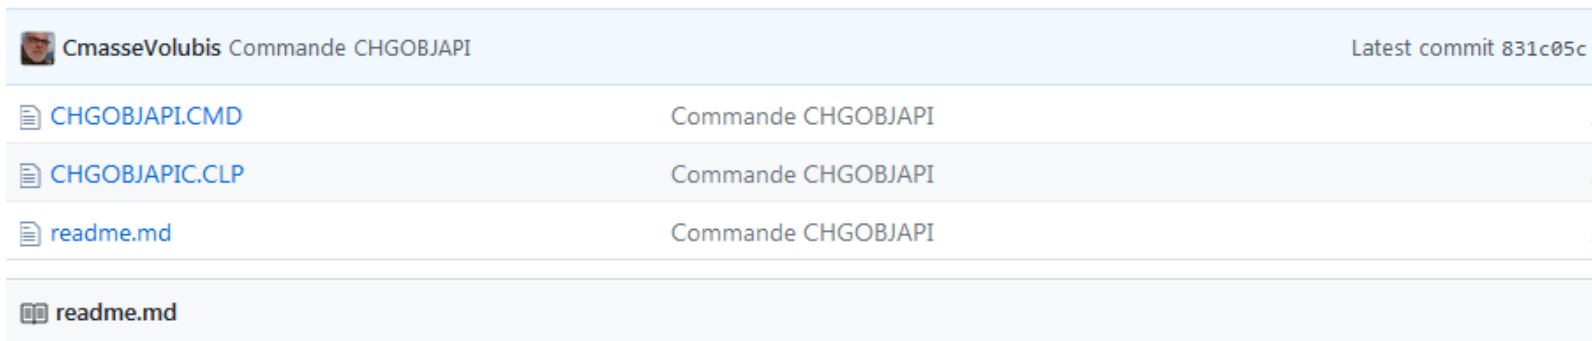 CmasseVolubis Commande CHGOBJAPI Latest commit 831c05c
CHGOBJAPI.CMD Commande CHGOBJAPI
CHGOBJAPIC.CLP Commande CHGOBJAPI
readme.md Commande CHGOBJAPI
readme.md